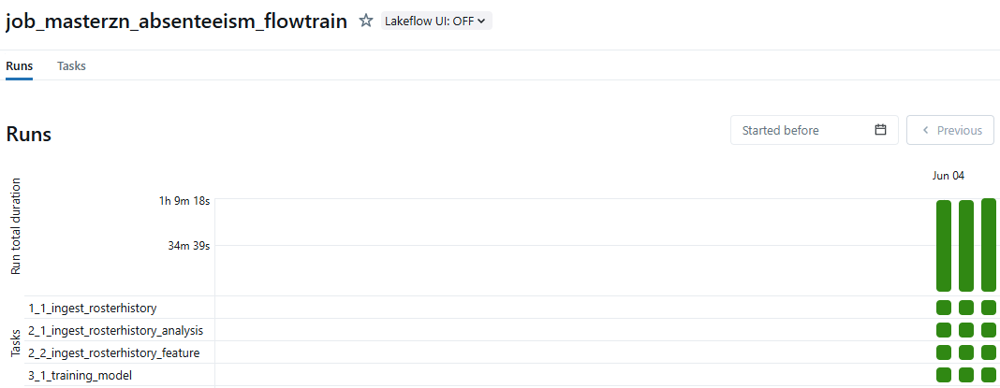 job_masterzn_absenteeism_flowtrain
Lakeflow UI: OFF
Runs
Tasks
Runs
Started before
Previous
Jun 04
Run total duration
1h 9m 18s
34m 39s
Tasks
1_1_ingest_rosterhistory
2_1_ingest_rosterhistory_analysis
2_2_ingest_rosterhistory_feature
3_1_training_model